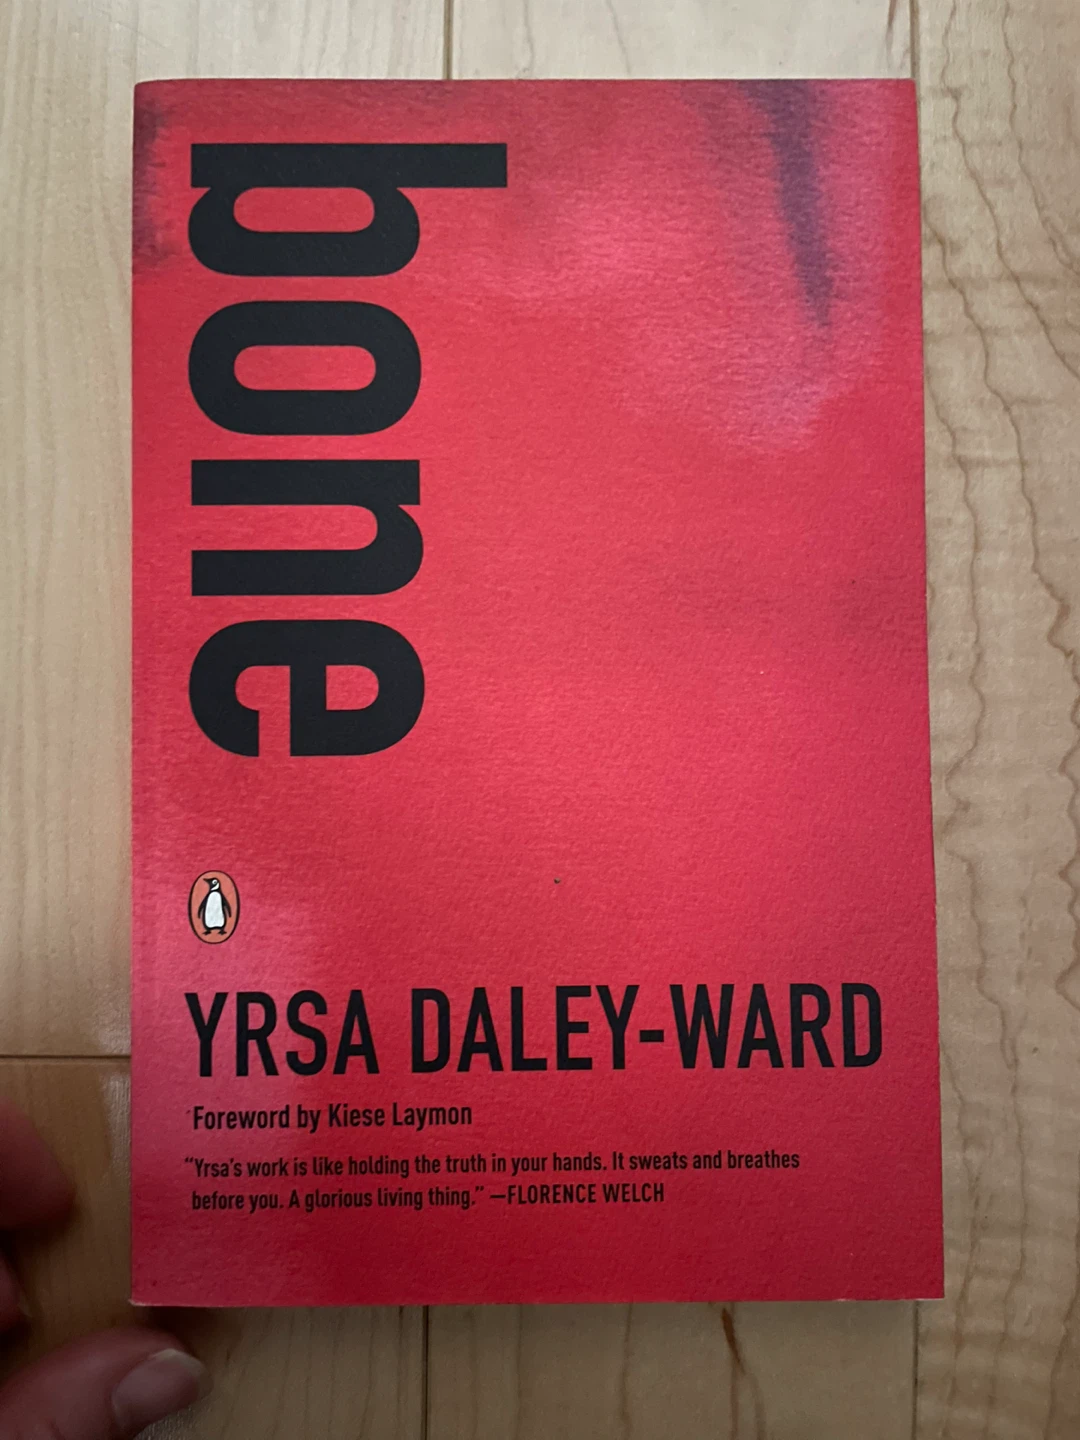 bone
YRSA DALEY-WARD
Foreword by Kiese Laymon
“Yrsa’s work is like holding the truth in your hands. It sweats and breathes
before you. A glorious living thing.” —FLORENCE WELCH